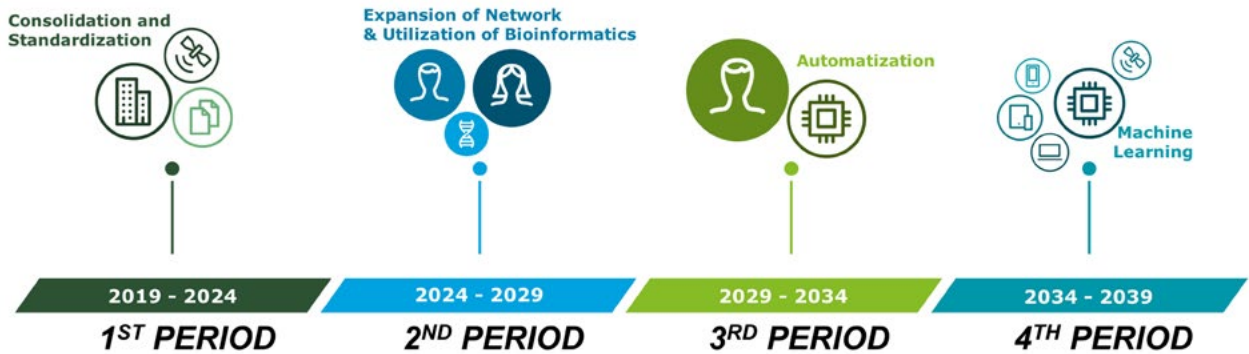 Consolidation and
Standardization
Expansion of Network
& Utilization of Bioinformatics
Automatization
Machine
Learning
2019 - 2024
2024 - 2029
2029 - 2034
2034 - 2039
1ST PERIOD
2ND PERIOD
3RD PERIOD
4TH PERIOD